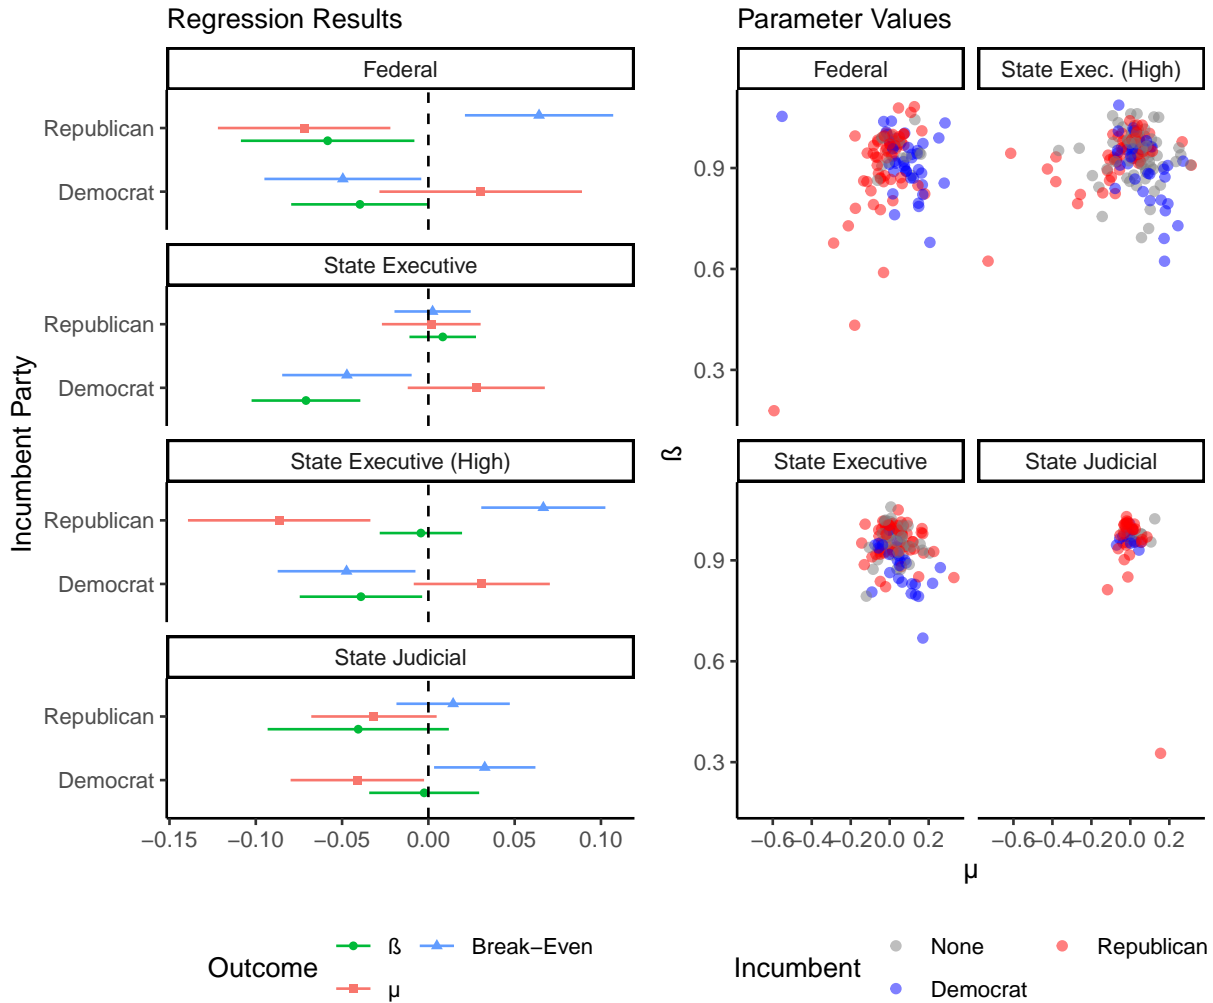 Regression Results
Parameter Values
Federal
Republican
Democrat
State Executive
Republican
Democrat
State Executive (High)
Republican
Democrat
State Judicial
Republican
Democrat
−0.15 −0.10 −0.05 0.00 0.05 0.10
Incumbent Party
Federal
State Exec. (High)
0.9
0.6
0.3
ß
State Executive
State Judicial
0.9
0.6
0.3
−0.6−0.4−0.20.0 0.2
−0.6−0.4−0.20.0 0.2
µ
Outcome
ß
Break−Even
µ
Incumbent
None
Republican
Democrat